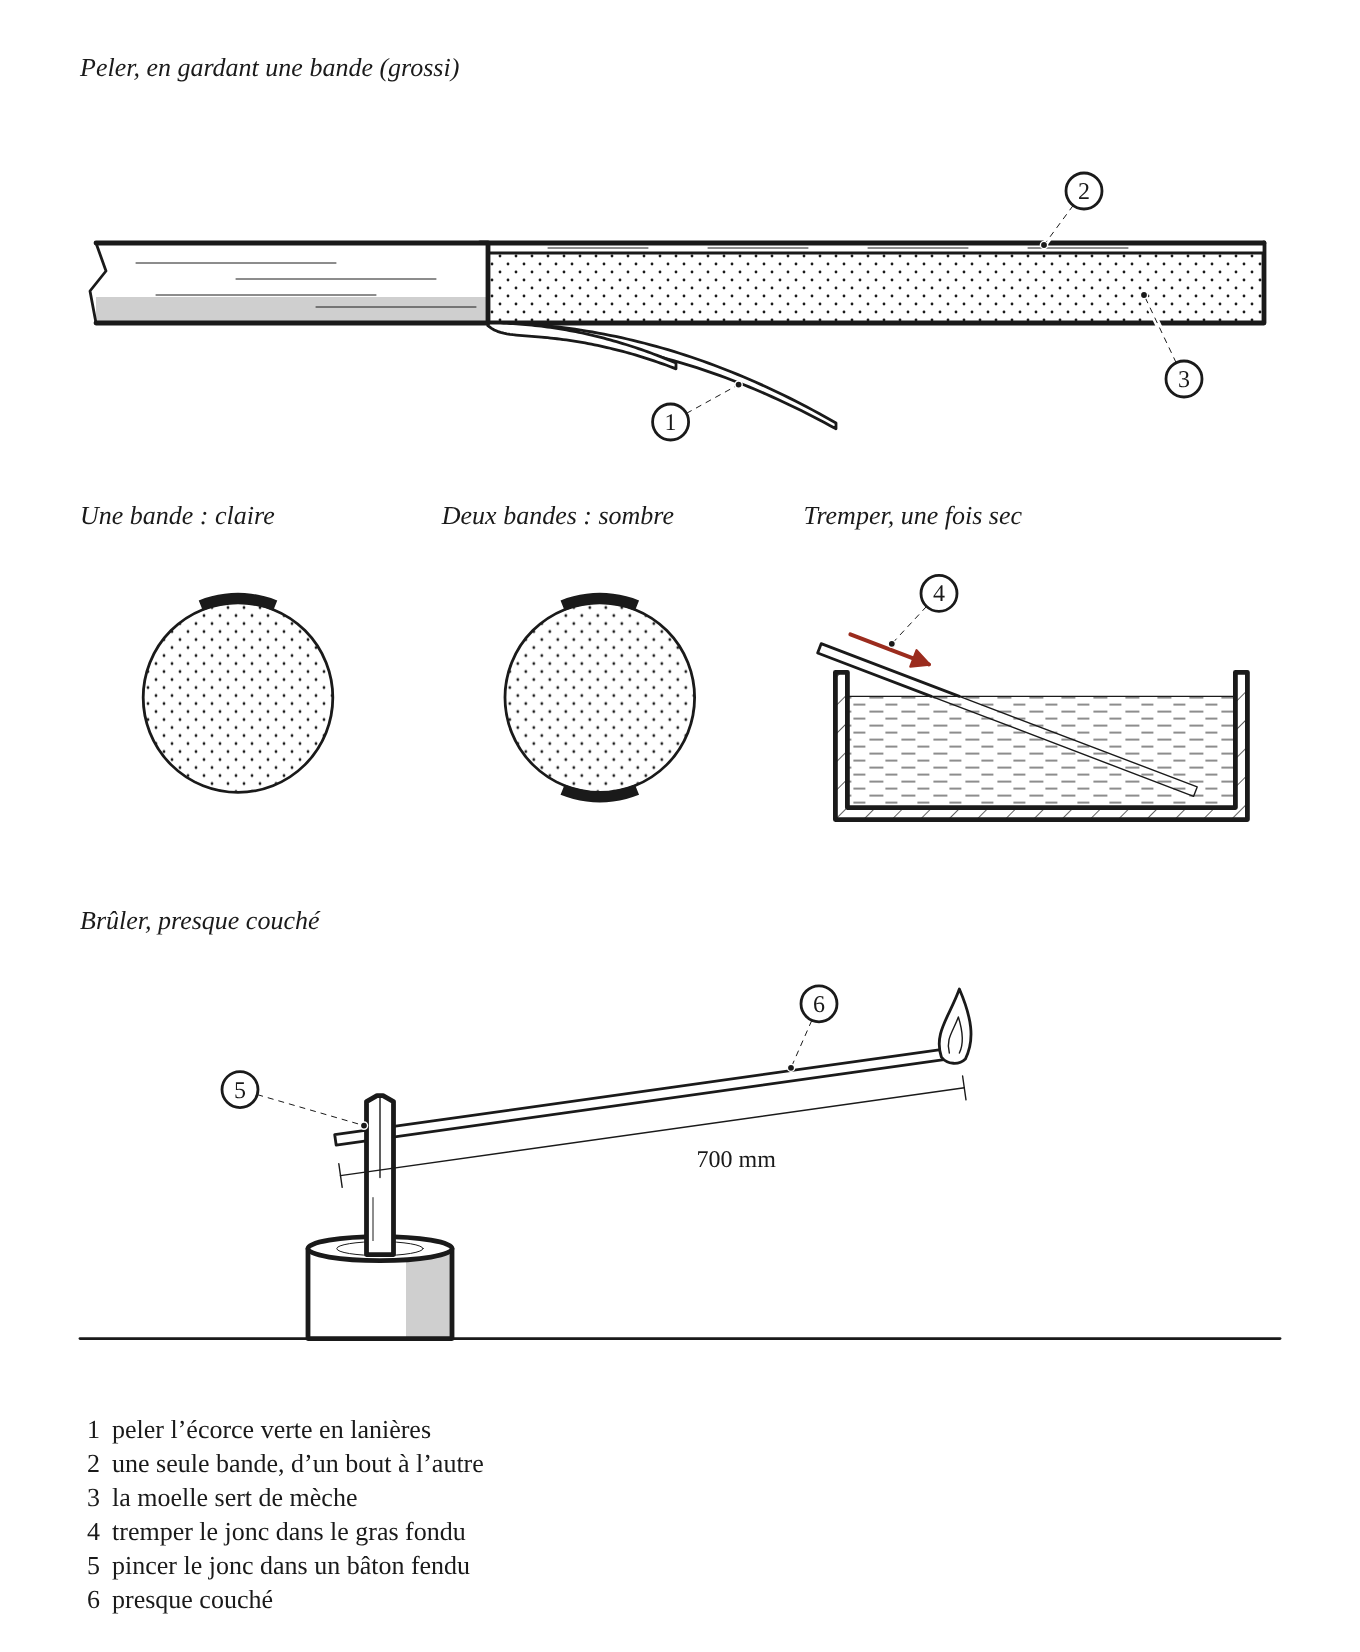 Peler, en gardant une bande (grossi)
2
3
1
Une bande : claire
Deux bandes : sombre
Tremper, une fois sec
4
Brûler, presque couché
6
5
700 mm
1 peler l’écorce verte en lanières
2 une seule bande, d’un bout à l’autre
3 la moelle sert de mèche
4 tremper le jonc dans le gras fondu
5 pincer le jonc dans un bâton fendu
6 presque couché